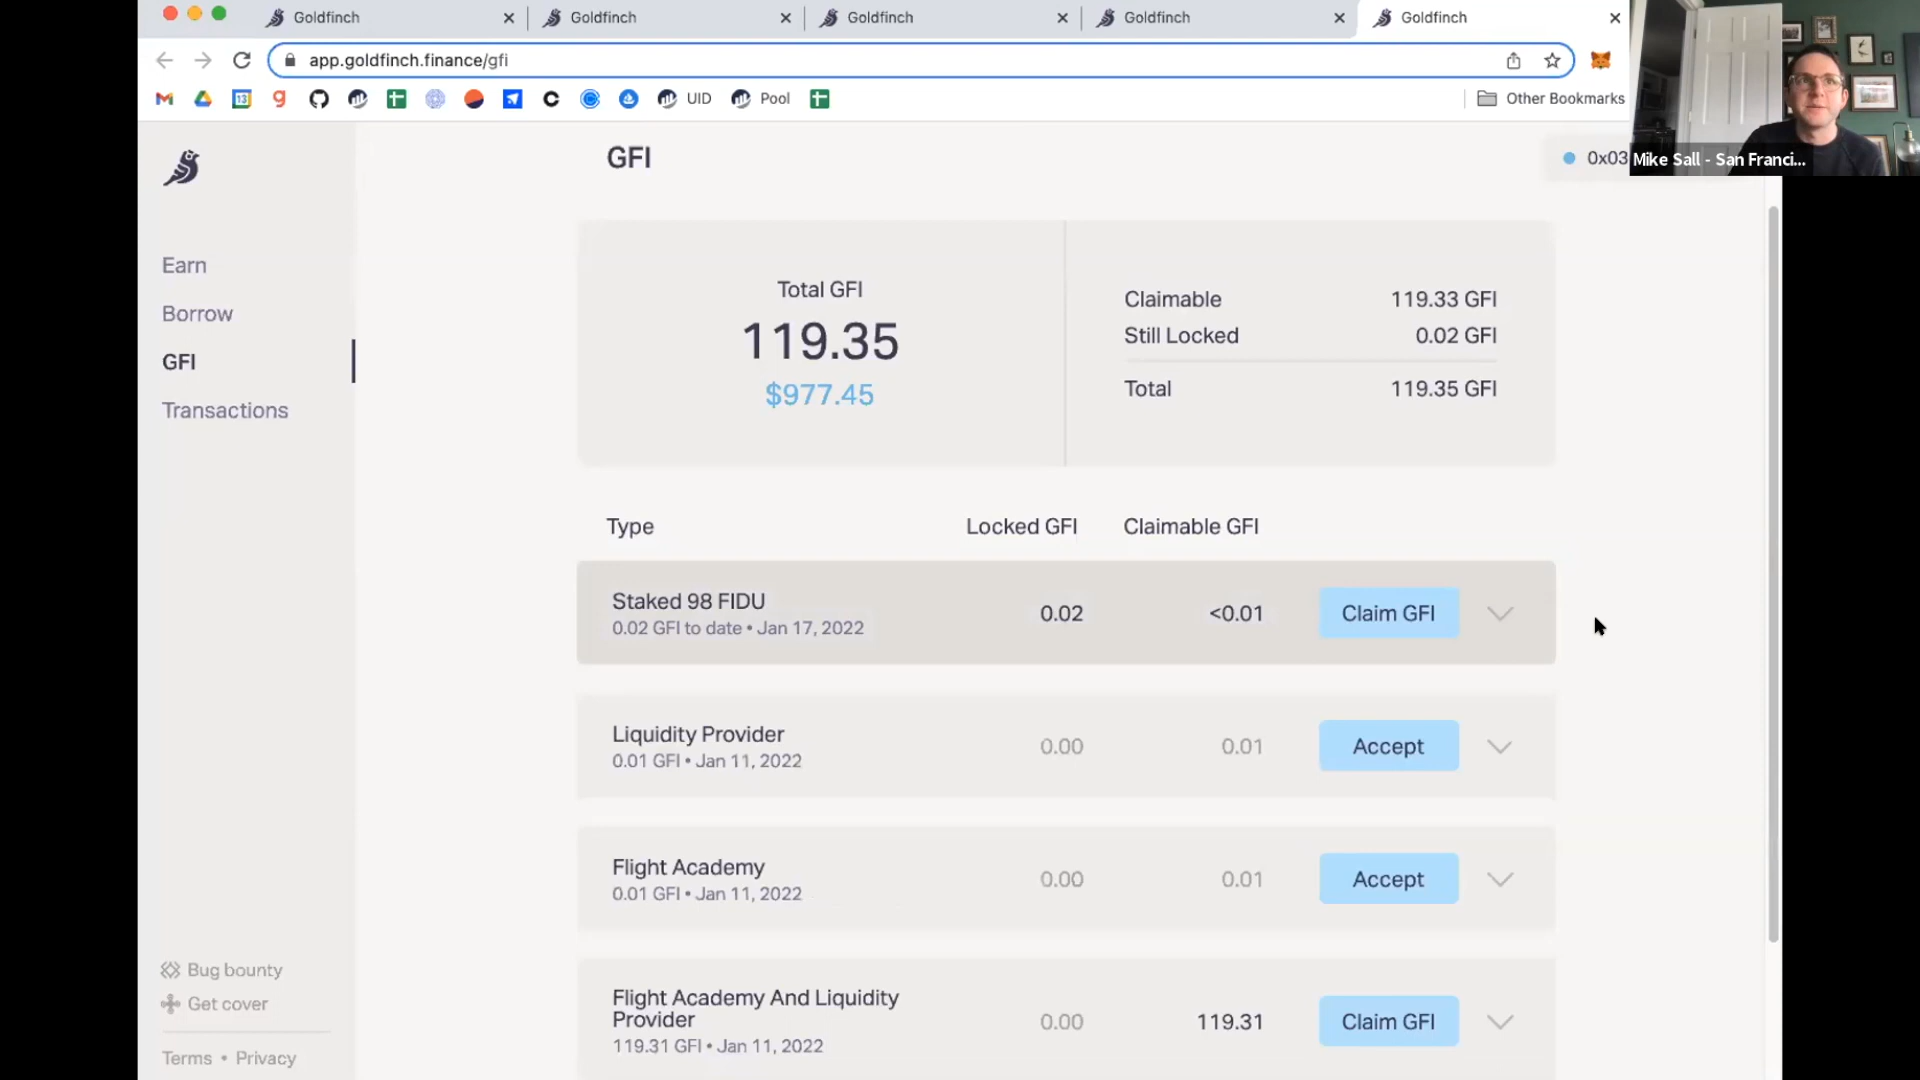 Goldfinch
Goldfinch
Goldfinch
Goldfinch
Goldfinch
app.goldfinch.finance/gfi
UID
Pool
Other Bookmarks
GFI
0x03
Mike Sall - San Franci...
Earn
Borrow
GFI
Transactions
Total GFI
119.35
$977.45
Claimable 119.33 GFI
Still Locked 0.02 GFI
Total 119.35 GFI
Type Locked GFI Claimable GFI
Staked 98 FIDU 0.02 <0.01 Claim GFI
0.02 GFI to date • Jan 17, 2022
Liquidity Provider 0.00 0.01 Accept
0.01 GFI • Jan 11, 2022
Flight Academy 0.00 0.01 Accept
0.01 GFI • Jan 11, 2022
Flight Academy And Liquidity
Provider 0.00 119.31 Claim GFI
119.31 GFI • Jan 11, 2022
Bug bounty
Get cover
Terms • Privacy